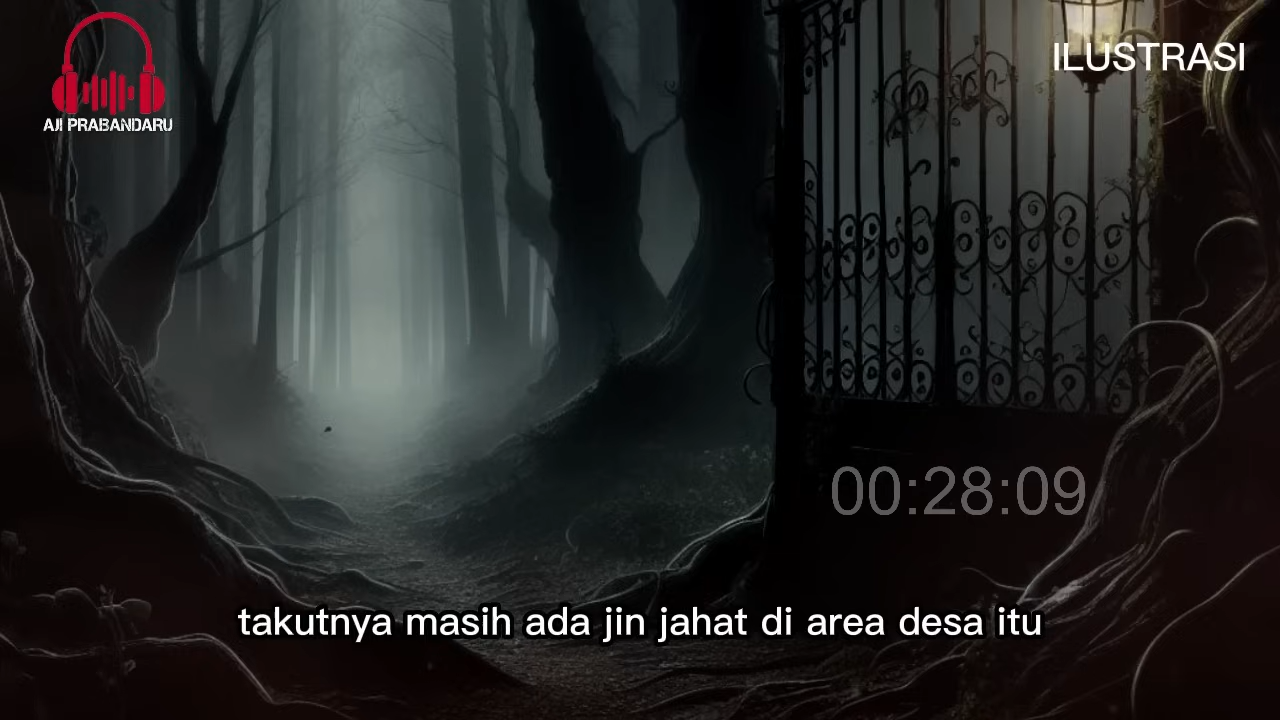 ILUSTRASI
AJI PRABANDARU
00:28:09
takutnya masih ada jin jahat di area desa itu